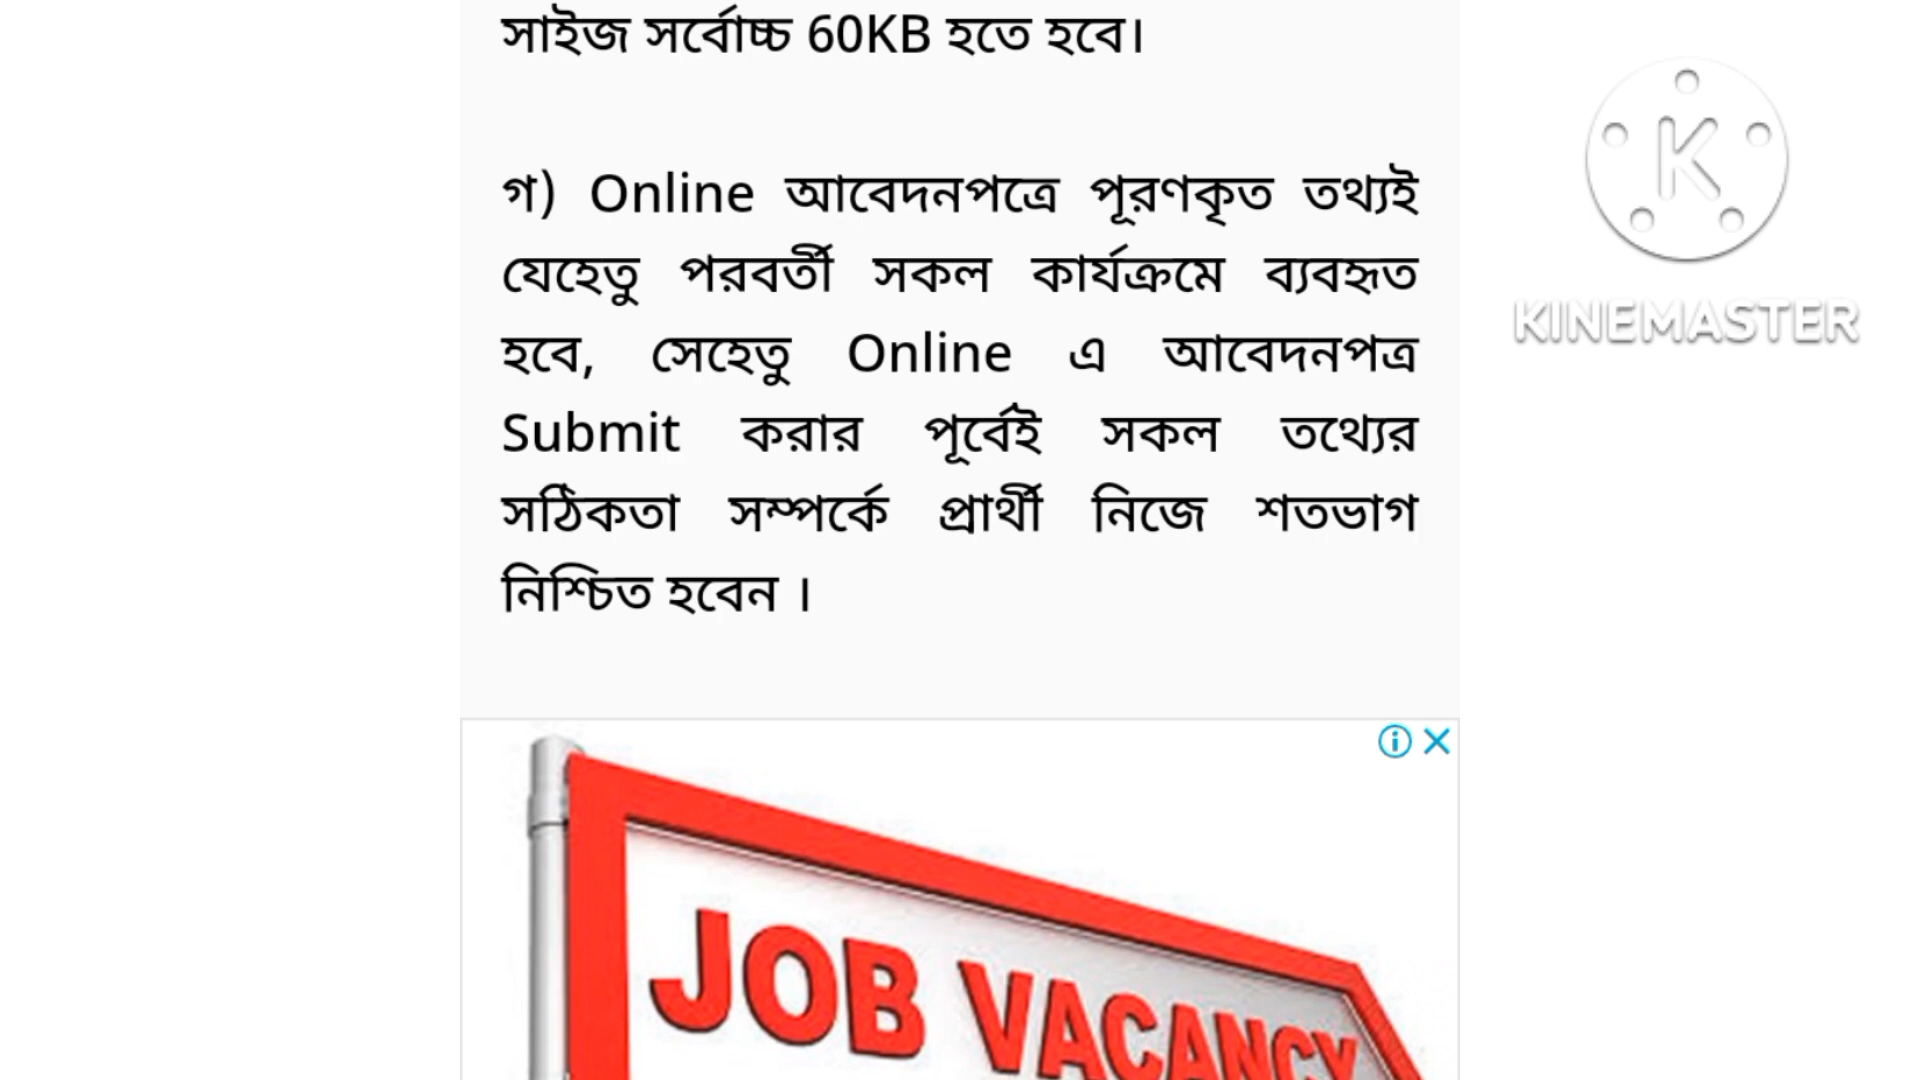 সাইজ সর্বোচ্চ 60KB হতে হবে।
গ) Online আবেদনপত্রে পূরণকৃত তথ্যই
যেহেতু পরবর্তী সকল কার্যক্রমে ব্যবহৃত
হবে, সেহেতু Online এ আবেদনপত্র
Submit করার পূর্বেই সকল তথ্যের
সঠিকতা সম্পর্কে প্রার্থী নিজে শতভাগ
নিশ্চিত হবেন ।
JOB VACANCY
K
KINEMASTER